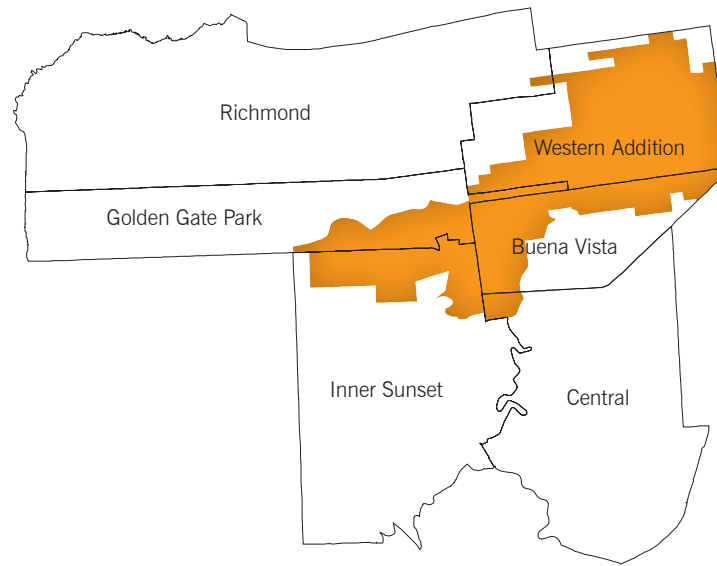 Richmond
Western Addition
Golden Gate Park
Buena Vista
Inner Sunset
Central